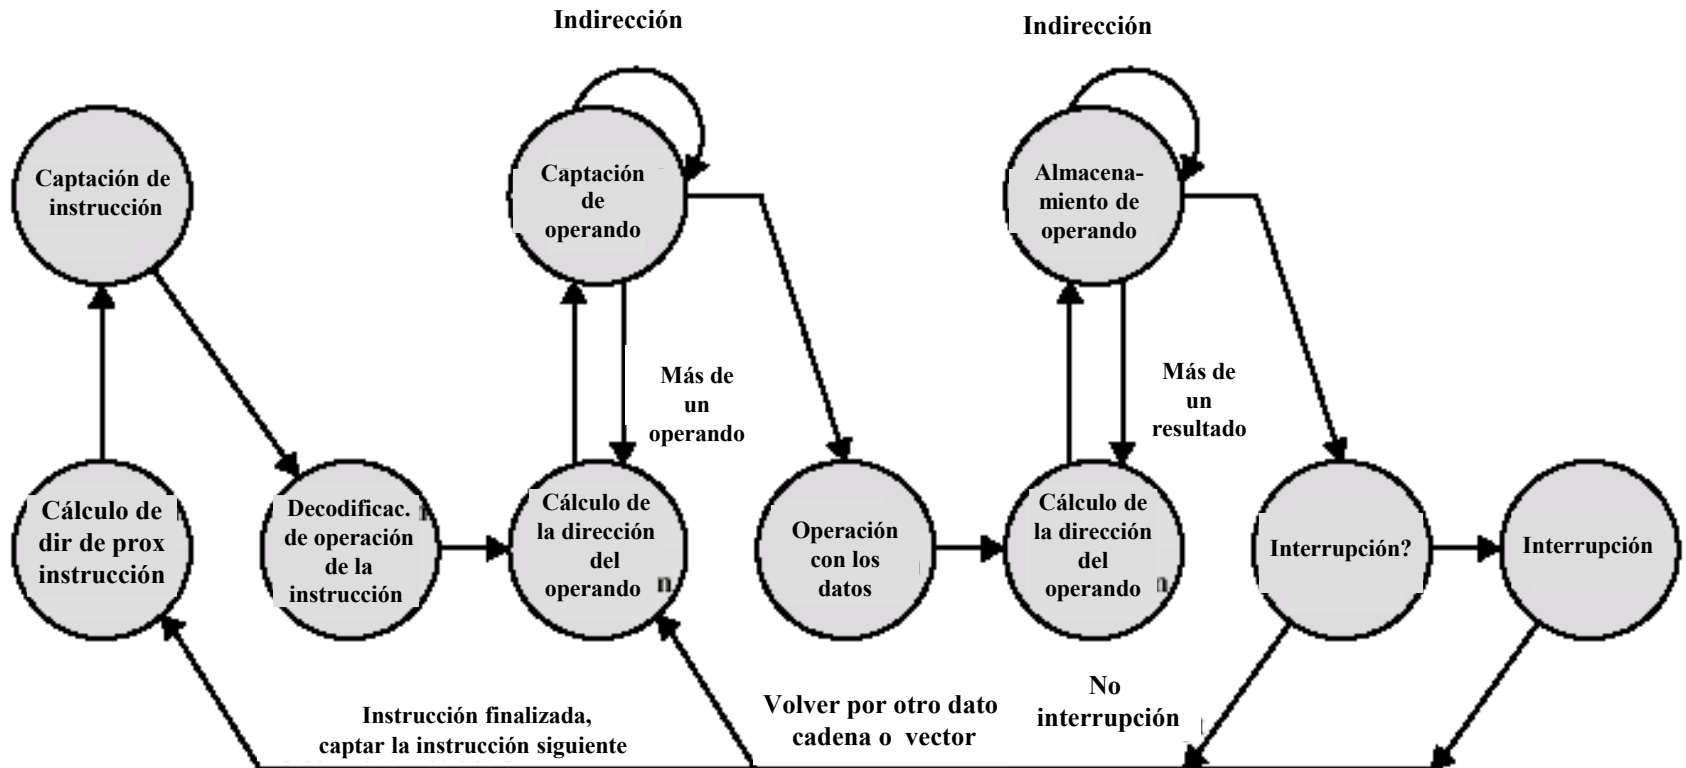 Indirección
Indirección
Captación de
instrucción
Captación
de
operando
Almacena-
miento de
operando
Más de
un
operando
Más de
un
resultado
Cálculo de
dir de prox
instrucción
Decodificac.
de operación
de la
instrucción
Cálculo de
la dirección
del
operando
Operación
con los
datos
Cálculo de
la dirección
del
operando
Interrupción?
Interrupción
Instrucción finalizada,
captar la instrucción siguiente
Volver por otro dato
cadena o vector
No
interrupción